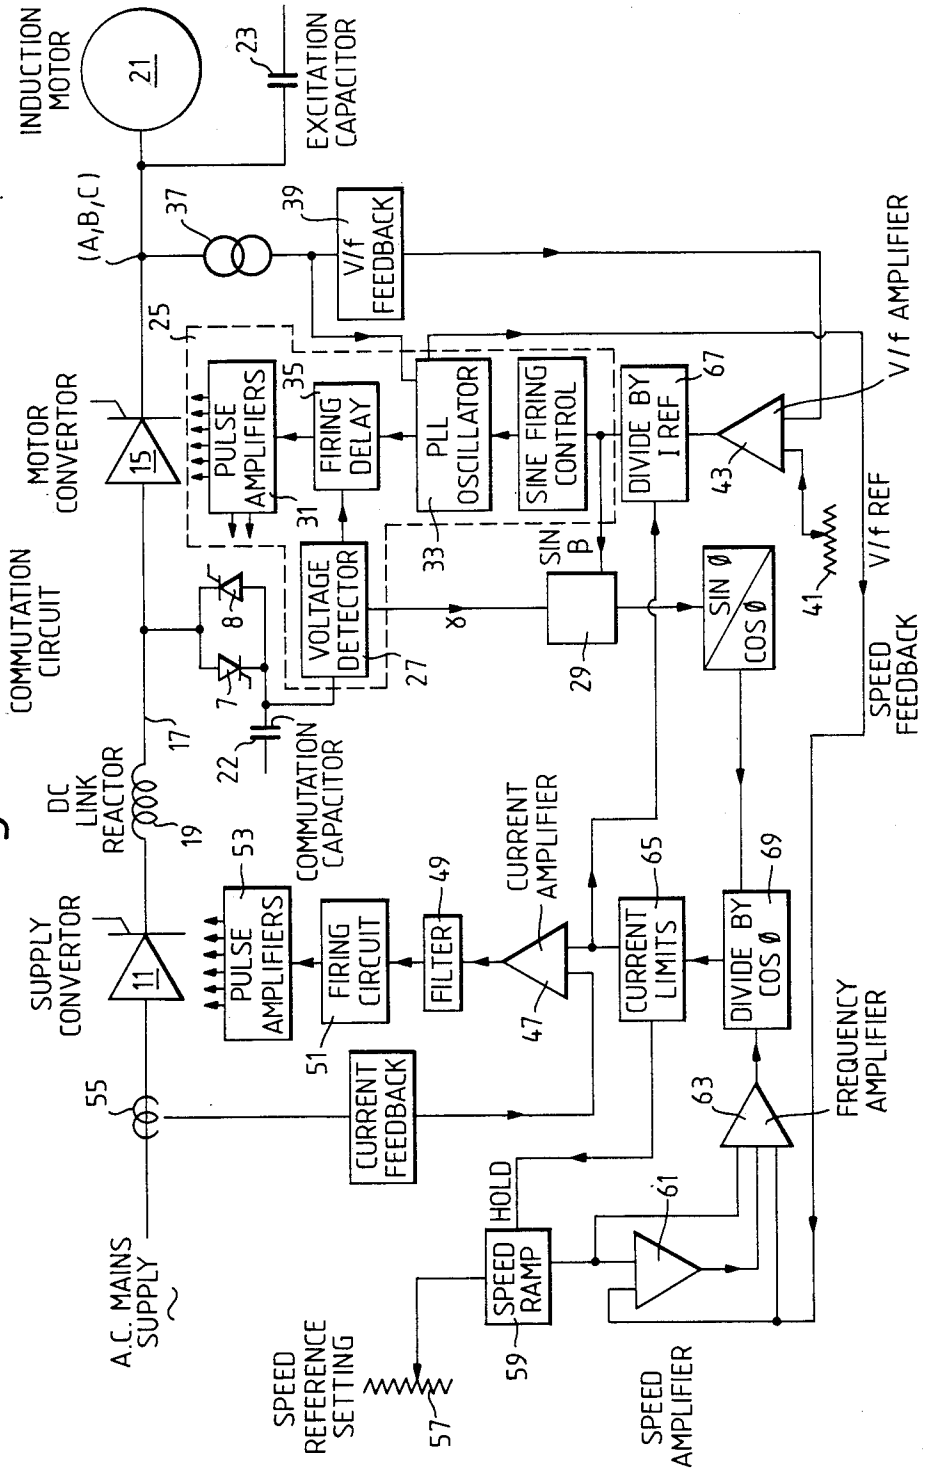 INDUCTION
MOTOR
21
23
EXCITATION
CAPACITOR
(A,B,C)
37
39
V/f
FEEDBACK
MOTOR
CONVERTOR
15
25
PULSE
AMPLIFIERS
31
35
FIRING
DELAY
PLL
OSCILLATOR
33
SINE FIRING
CONTROL
DIVIDE BY
I REF
67
43
V/f AMPLIFIER
41
V/f REF
COMMUTATION
CIRCUIT
8
7
VOLTAGE
DETECTOR
27
22
COMMUTATION
CAPACITOR
γ
SIN
β
29
SIN Ø
COS Ø
SPEED
FEEDBACK
17
DC
LINK
REACTOR
19
SUPPLY
CONVERTOR
11
53
PULSE
AMPLIFIERS
FIRING
CIRCUIT
51
49
FILTER
CURRENT
AMPLIFIER
47
65
CURRENT
LIMITS
69
DIVIDE BY
COS Ø
55
CURRENT
FEEDBACK
63
FREQUENCY
AMPLIFIER
A.C. MAINS
SUPPLY
~
HOLD
SPEED
RAMP
59
61
SPEED
REFERENCE
SETTING
57
SPEED
AMPLIFIER